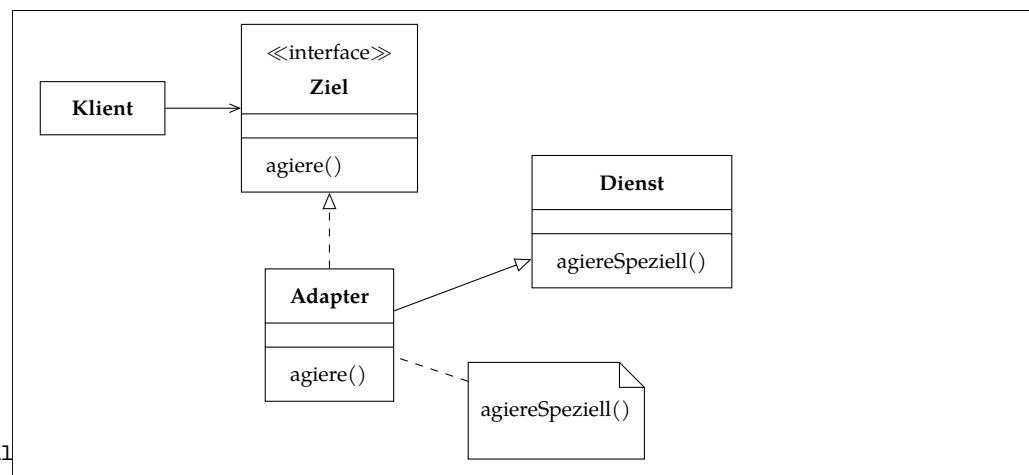 ≪interface≫
Ziel
Klient
agiere()
Dienst
agiereSpeziell()
Adapter
agiere()
agiereSpeziell()